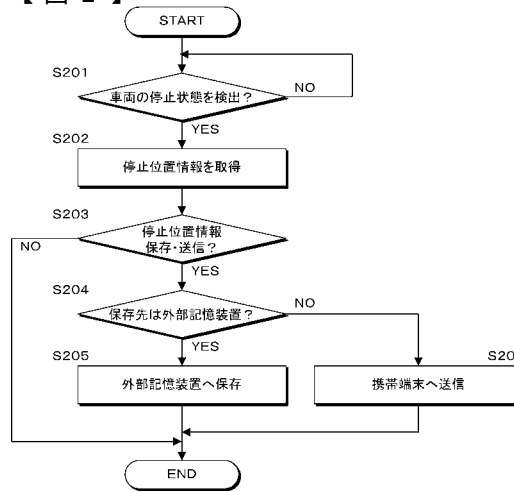 START
S201
車両の停止状態を検出?
NO
YES
S202
停止位置情報を取得
S203
停止位置情報
保存・送信?
NO
YES
S204
保存先は外部記憶装置?
NO
YES
S205
外部記憶装置へ保存
S20
携帯端末へ送信
END